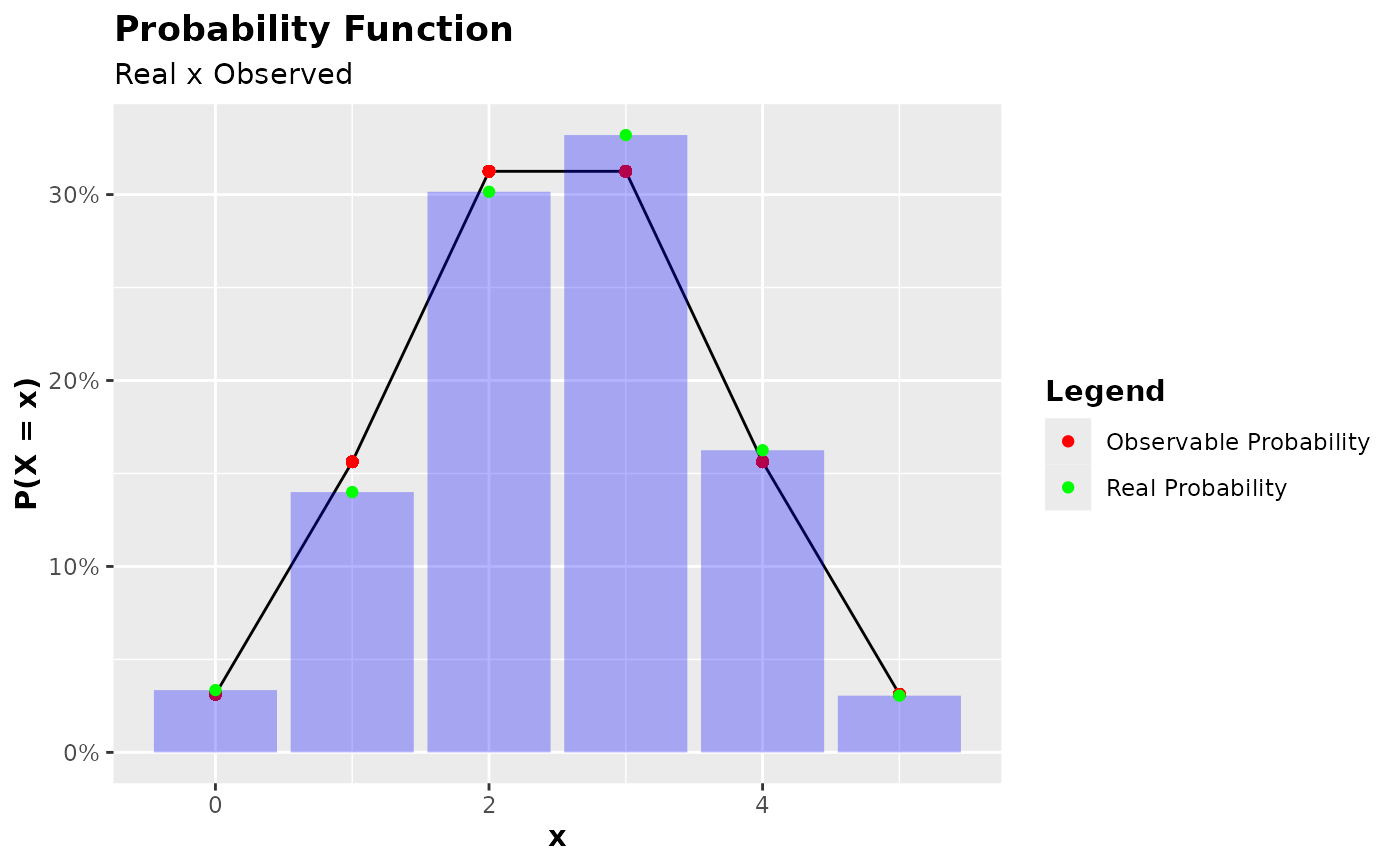 Probability Function
Real x Observed
P(X = x)
30%
20%
10%
0%
0 2 4
x
Legend
Observable Probability
Real Probability